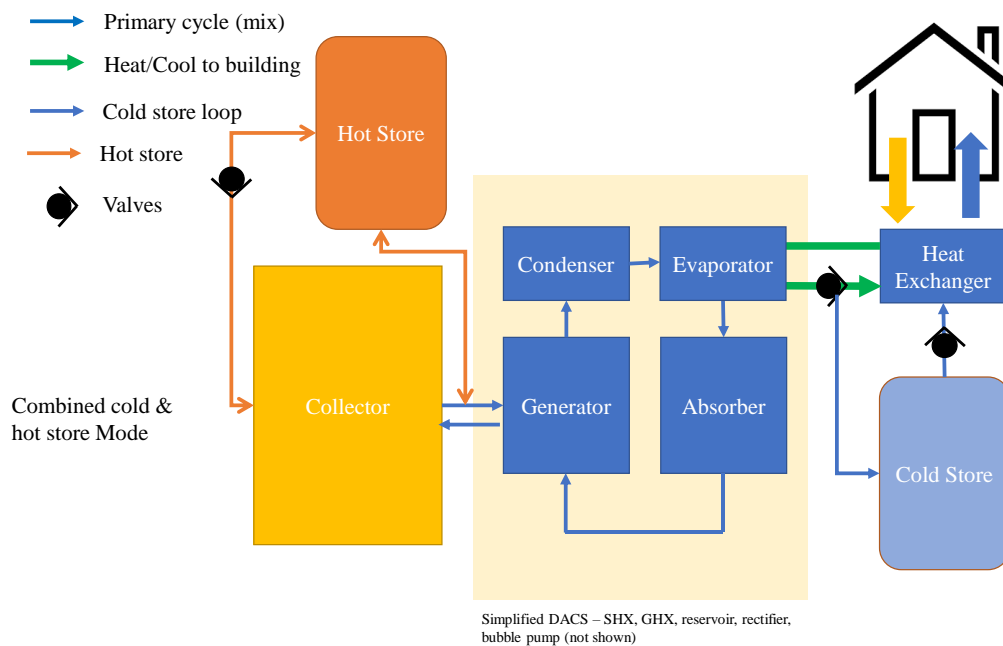 Primary cycle (mix)
Heat/Cool to building
Cold store loop
Hot store
Valves
Hot Store
Condenser
Evaporator
Heat
Exchanger
Combined cold &
hot store Mode
Collector
Generator
Absorber
Cold Store
Simplified DACS – SHX, GHX, reservoir, rectifier,
bubble pump (not shown)